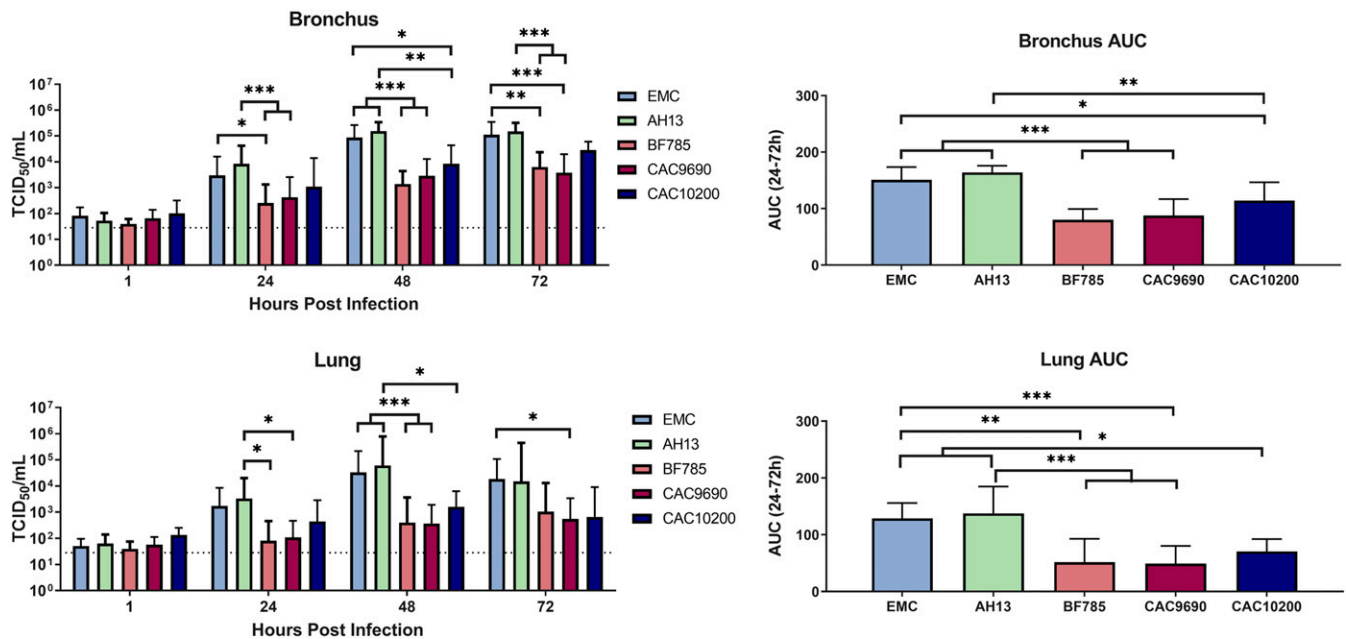 Bronchus
*
**
***
***
*
***
***
**
***
TCID50/mL
10⁷
10⁶
10⁵
10⁴
10³
10²
10¹
10⁰
1
24
48
72
Hours Post Infection
EMC
AH13
BF785
CAC9690
CAC10200
Bronchus AUC
**
*
***
AUC (24-72h)
300
200
100
0
EMC AH13 BF785 CAC9690 CAC10200
Lung
*
*
*
***
*
TCID50/mL
10⁷
10⁶
10⁵
10⁴
10³
10²
10¹
10⁰
1
24
48
72
Hours Post Infection
EMC
AH13
BF785
CAC9690
CAC10200
Lung AUC
***
**
*
***
AUC (24-72h)
300
200
100
0
EMC AH13 BF785 CAC9690 CAC10200